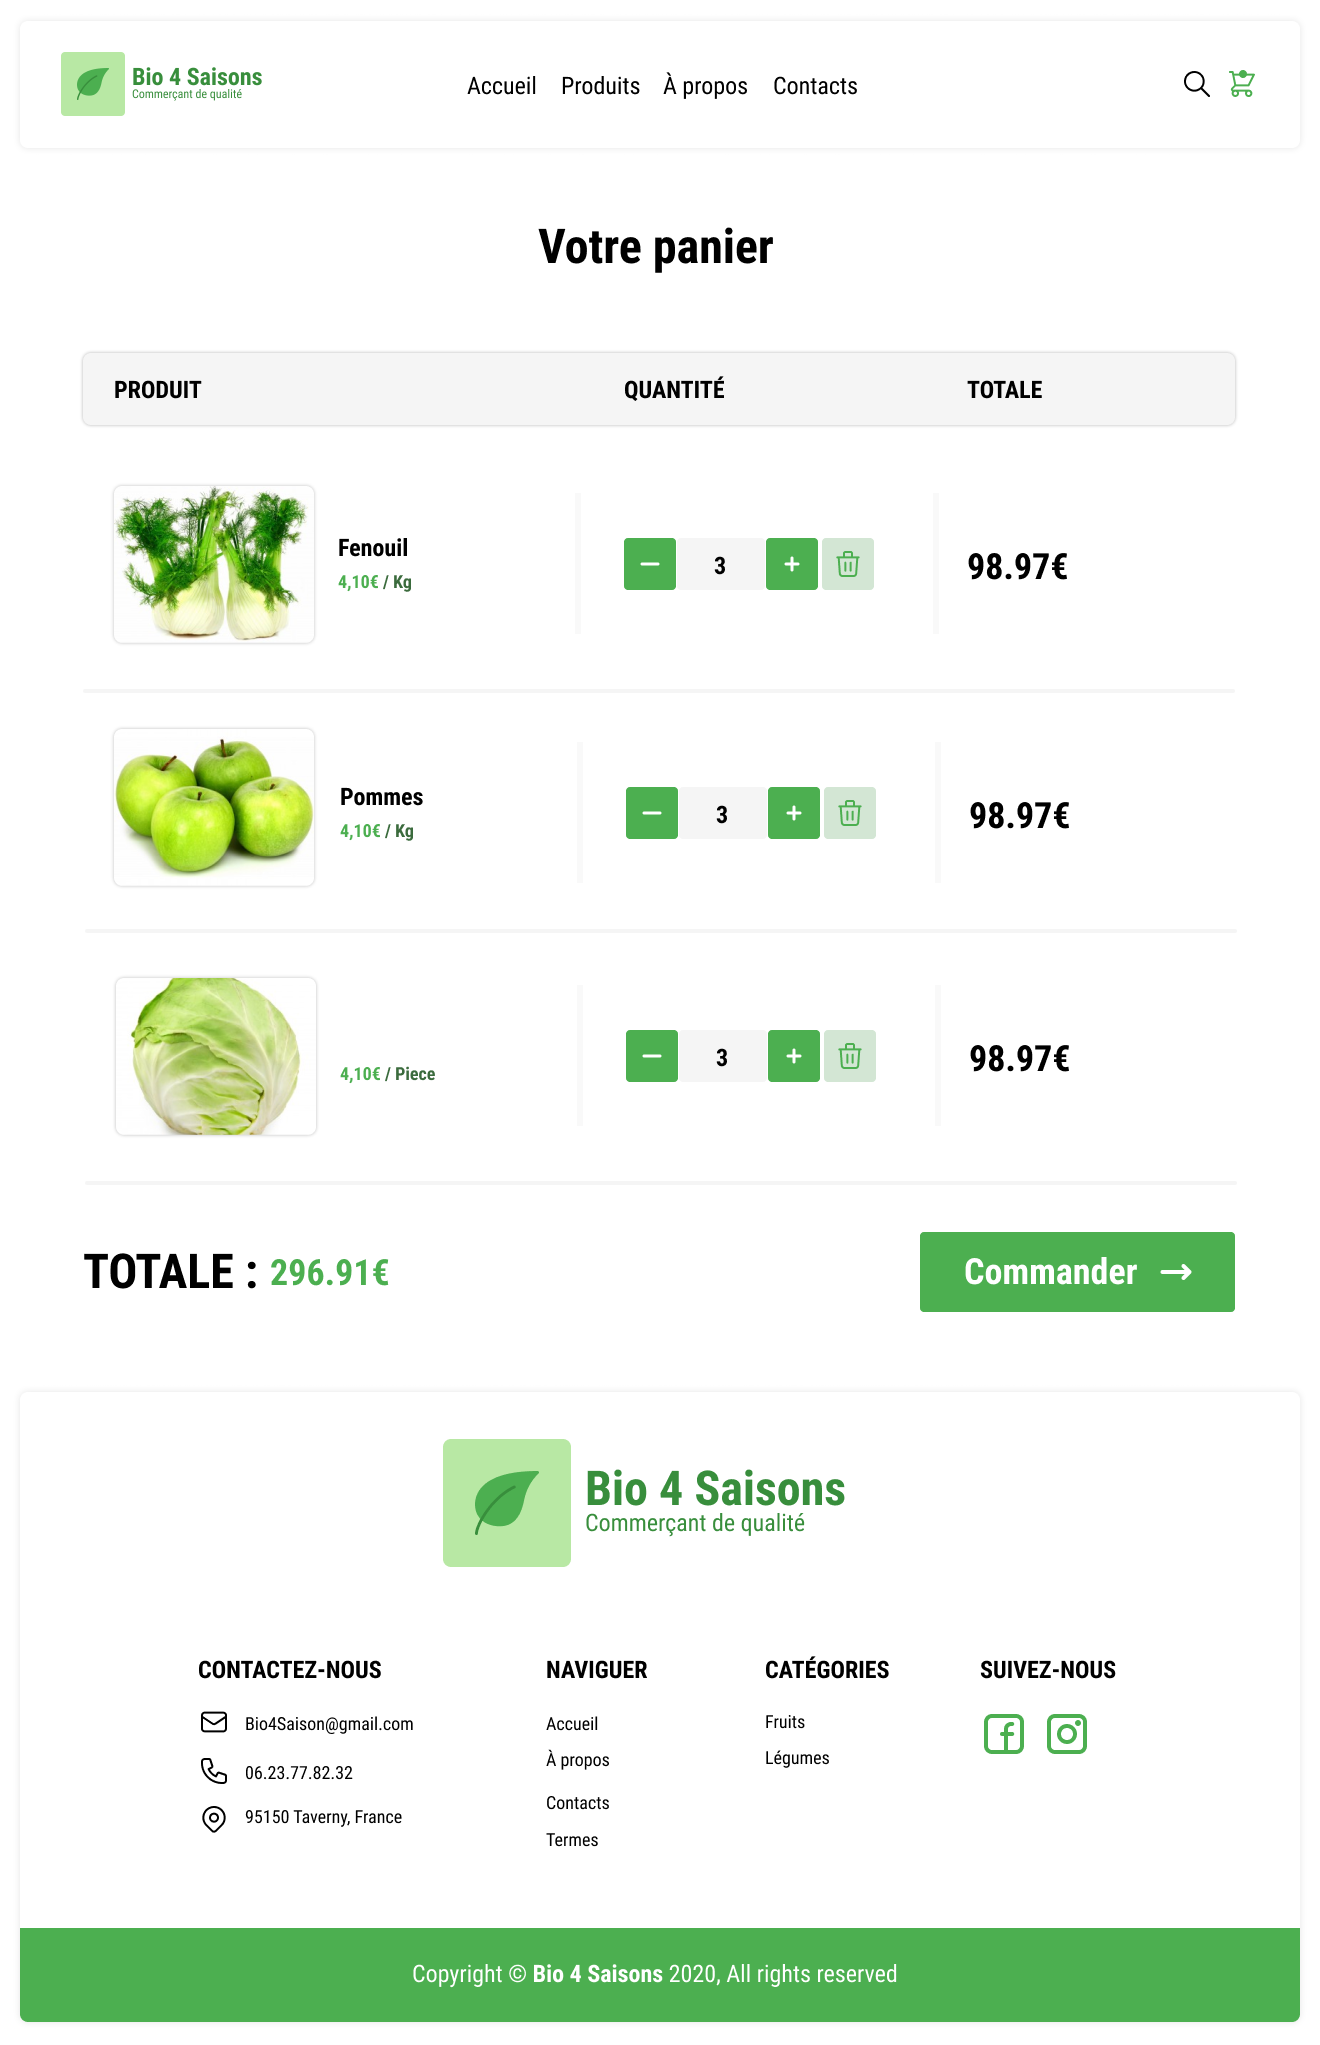 Bio 4 Saisons
Commerçant de qualité
Accueil Produits À propos Contacts
Votre panier
PRODUIT QUANTITÉ TOTALE
Fenouil
4,10€ / Kg
3
98.97€
Pommes
4,10€ / Kg
3
98.97€
4,10€ / Piece
3
98.97€
TOTALE : 296.91€
Commander
Bio 4 Saisons
Commerçant de qualité
CONTACTEZ-NOUS
Bio4Saison@gmail.com
06.23.77.82.32
95150 Taverny, France
NAVIGUER
Accueil
À propos
Contacts
Termes
CATÉGORIES
Fruits
Légumes
SUIVEZ-NOUS
Copyright © Bio 4 Saisons 2020, All rights reserved